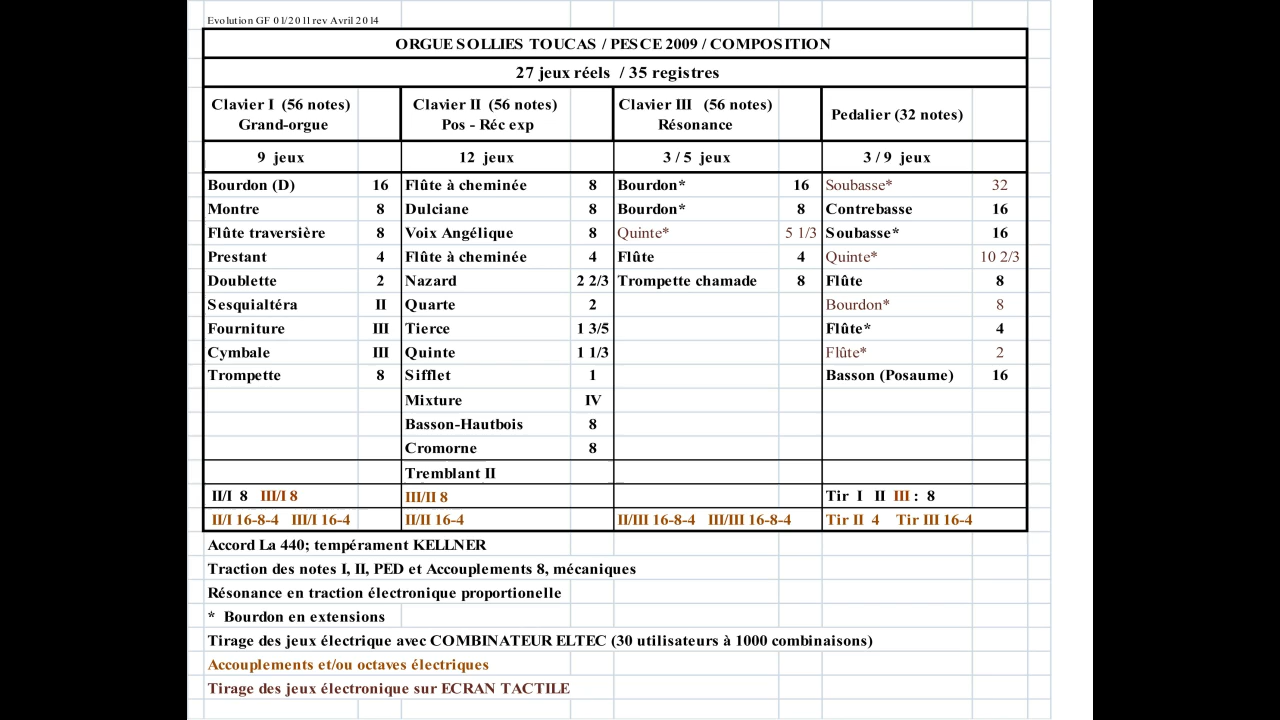 Evolution GF 01/2011 rev Avril 2014
ORGUE SOLLIES TOUCAS / PESCE 2009 / COMPOSITION
27 jeux réels / 35 registres
Clavier I (56 notes) Clavier II (56 notes) Clavier III (56 notes) Pedalier (32 notes)
Grand-orgue Pos - Réc exp Résonance
9 jeux 12 jeux 3 / 5 jeux 3 / 9 jeux
Bourdon (D) 16 Flûte à cheminée 8 Bourdon* 16 Soubasse* 32
Montre 8 Dulciane 8 Bourdon* 8 Contrebasse 16
Flûte traversière 8 Voix Angélique 8 Quinte* 5 1/3 Soubasse* 16
Prestant 4 Flûte à cheminée 4 Flûte 4 Quinte* 10 2/3
Doublette 2 Nazard 2 2/3 Trompette chamade 8 Flûte 8
Sesquialtéra II Quarte 2 Bourdon* 8
Fourniture III Tierce 1 3/5 Flûte* 4
Cymbale III Quinte 1 1/3 Flûte* 2
Trompette 8 Sifflet 1 Basson (Posaume) 16
Mixture IV
Basson-Hautbois 8
Cromorne 8
Tremblant II
II/I 8 III/I 8 III/II 8 Tir I II III : 8
II/I 16-8-4 III/I 16-4 II/II 16-4 II/III 16-8-4 III/III 16-8-4 Tir II 4 Tir III 16-4
Accord La 440; tempérament KELLNER
Traction des notes I, II, PED et Accouplements 8, mécaniques
Résonance en traction électronique proportionelle
* Bourdon en extensions
Tirage des jeux électrique avec COMBINATEUR ELTEC (30 utilisateurs à 1000 combinaisons)
Accouplements et/ou octaves électriques
Tirage des jeux électronique sur ECRAN TACTILE